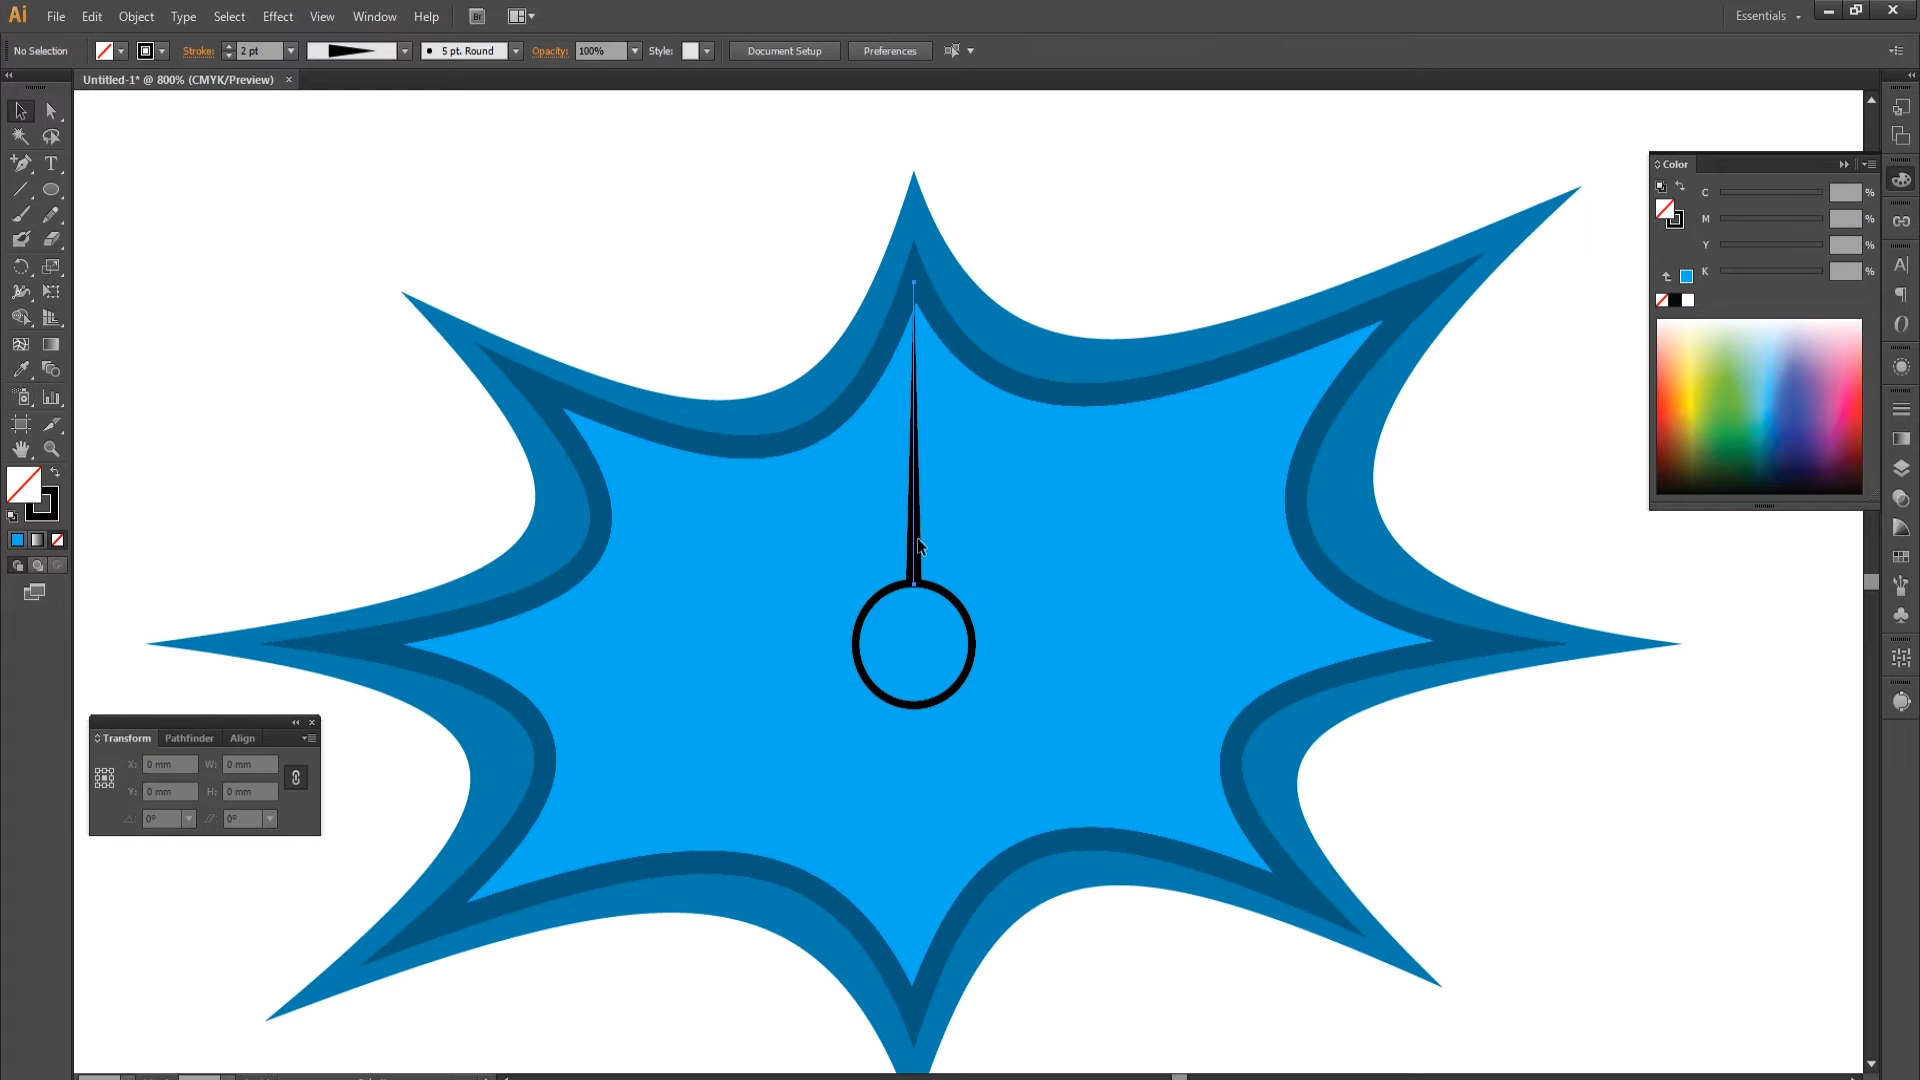 Ai File Edit Object Type Select Effect View Window Help Br Essentials
No Selection Stroke: 2 pt 5 pt. Round Opacity: 100% Style: Document Setup Preferences
Untitled-1* @ 800% (CMYK/Preview) ×
Color
C %
M %
Y %
K %
Transform Pathfinder Align
X: 0 mm W: 0 mm
Y: 0 mm H: 0 mm
0° 0°